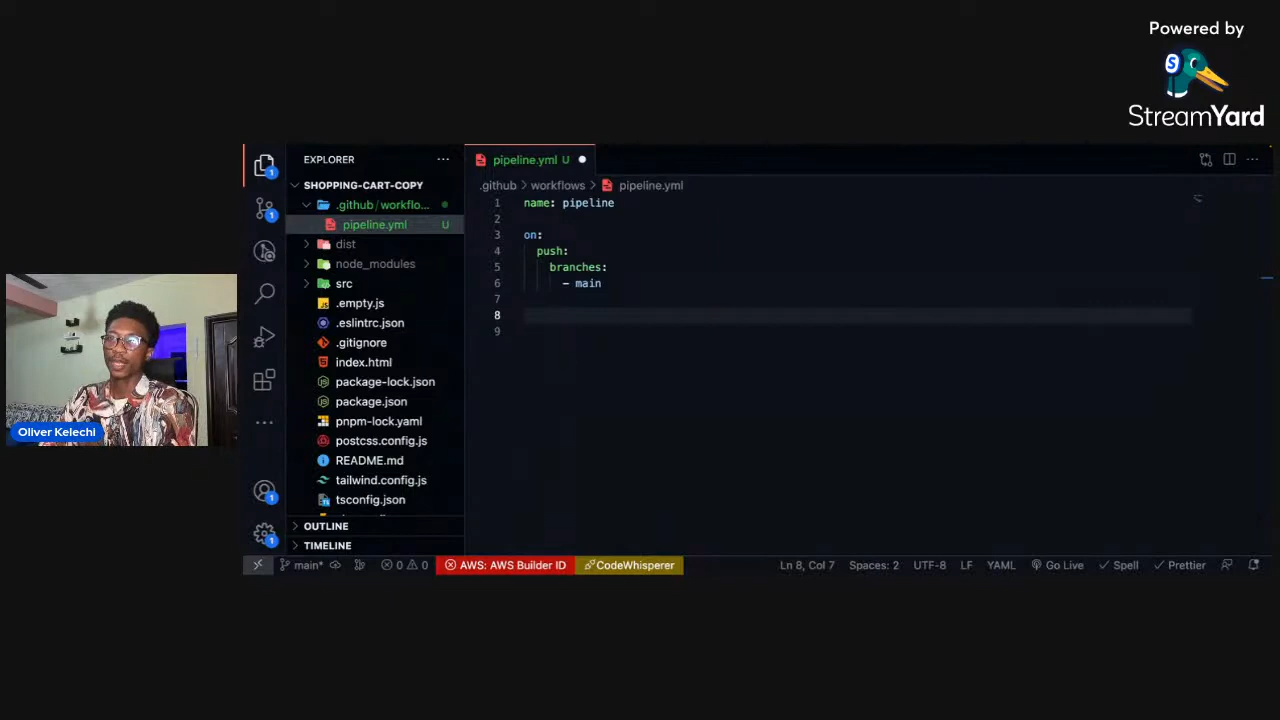 Powered by
StreamYard
EXPLORER
SHOPPING-CART-COPY
.github/workflo...
pipeline.yml U
dist
node_modules
src
.empty.js
.eslintrc.json
.gitignore
index.html
package-lock.json
package.json
pnpm-lock.yaml
postcss.config.js
README.md
tailwind.config.js
tsconfig.json
OUTLINE
TIMELINE
pipeline.yml U
.github > workflows > pipeline.yml
1 name: pipeline
2
3 on:
4 push:
5 branches:
6 - main
7
8
9
Oliver Kelechi
main* 0 0 AWS: AWS Builder ID CodeWhisperer Ln 8, Col 7 Spaces: 2 UTF-8 LF YAML Go Live Spell Prettier
1
1
1
1
S